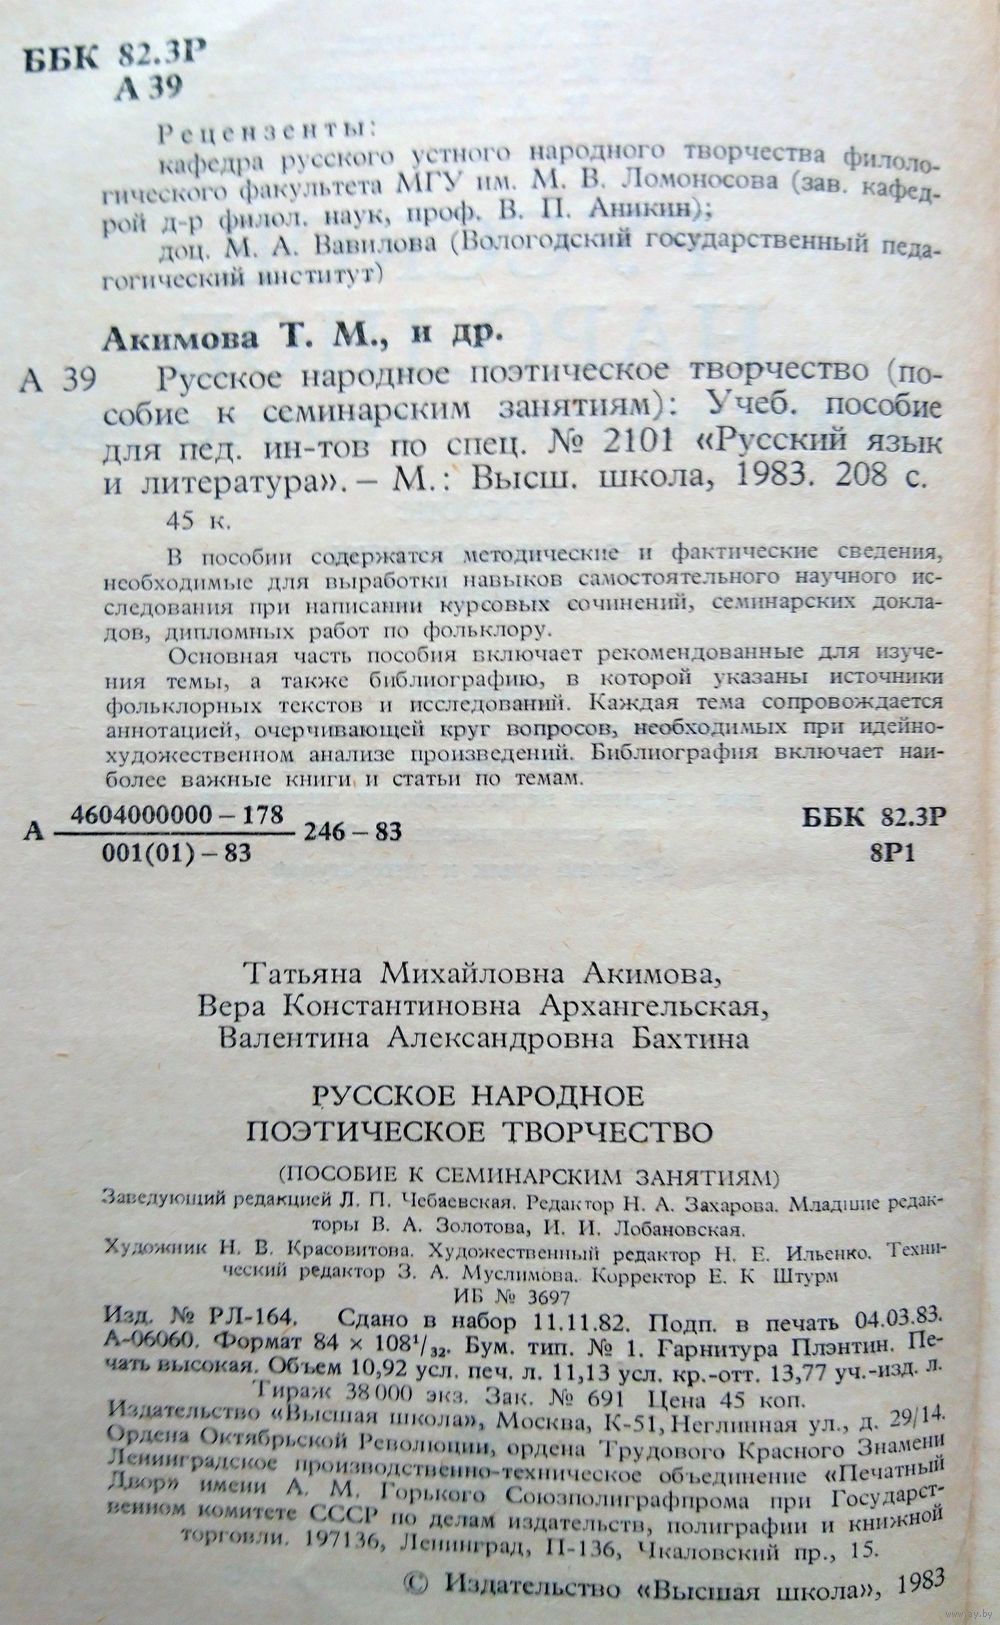 ББК 82.3Р
А 39
Рецензенты:
кафедра русского устного народного творчества филоло-
гического факультета МГУ им. М. В. Ломоносова (зав. кафед-
рой д-р филол. наук, проф. В. П. Аникин);
доц. М. А. Вавилова (Вологодский государственный педа-
гогический институт)
Акимова Т. М., и др.
А 39 Русское народное поэтическое творчество (по-
собие к семинарским занятиям): Учеб. пособие
для пед. ин-тов по спец. № 2101 «Русский язык
и литература». – М.: Высш. школа, 1983. 208 с.
45 к.
В пособии содержатся методические и фактические сведения,
необходимые для выработки навыков самостоятельного научного ис-
следования при написании курсовых сочинений, семинарских докла-
дов, дипломных работ по фольклору.
Основная часть пособия включает рекомендованные для изуче-
ния темы, а также библиографию, в которой указаны источники
фольклорных текстов и исследований. Каждая тема сопровождается
аннотацией, очерчивающей круг вопросов, необходимых при идейно-
художественном анализе произведений. Библиография включает наи-
более важные книги и статьи по темам.
А 4604000000 – 178 246 – 83 ББК 82.3Р
001(01) – 83 8Р1
Татьяна Михайловна Акимова,
Вера Константиновна Архангельская,
Валентина Александровна Бахтина
РУССКОЕ НАРОДНОЕ
ПОЭТИЧЕСКОЕ ТВОРЧЕСТВО
(ПОСОБИЕ К СЕМИНАРСКИМ ЗАНЯТИЯМ)
Заведующий редакцией Л. П. Чебаевская. Редактор Н. А. Захарова. Младшие редак-
торы В. А. Золотова, И. И. Лобановская.
Художник Н. В. Красовитова. Художественный редактор Н. Е. Ильенко. Техни-
ческий редактор З. А. Муслимова. Корректор Е. К Штурм
ИБ № 3697
Изд. № РЛ-164. Сдано в набор 11.11.82. Подп. в печать 04.03.83.
А-06060. Формат 84 × 108¹/₃₂. Бум. тип. № 1. Гарнитура Плэнтин. Пе-
чать высокая. Объем 10,92 усл. печ. л. 11,13 усл. кр.-отт. 13,77 уч.-изд. л.
Тираж 38 000 экз. Зак. № 691 Цена 45 коп.
Издательство «Высшая школа», Москва, К-51, Неглинная ул., д. 29/14.
Ордена Октябрьской Революции, ордена Трудового Красного Знамени
Ленинградское производственно-техническое объединение «Печатный
Двор» имени А. М. Горького Союзполиграфпрома при Государст-
венном комитете СССР по делам издательств, полиграфии и книжной
торговли. 197136, Ленинград, П-136, Чкаловский пр., 15.
© Издательство «Высшая школа», 1983
www.ay.by